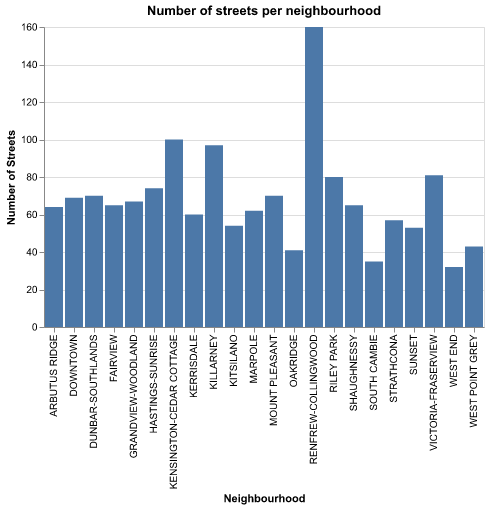 Number of streets per neighbourhood
160
140
120
100
80
60
40
20
0
Number of Streets
ARBUTUS RIDGE
DOWNTOWN
DUNBAR-SOUTHLANDS
FAIRVIEW
GRANDVIEW-WOODLAND
HASTINGS-SUNRISE
KENSINGTON-CEDAR COTTAGE
KERRISDALE
KILLARNEY
KITSILANO
MARPOLE
MOUNT PLEASANT
OAKRIDGE
RENFREW-COLLINGWOOD
RILEY PARK
SHAUGHNESSY
SOUTH CAMBIE
STRATHCONA
SUNSET
VICTORIA-FRASERVIEW
WEST END
WEST POINT GREY
Neighbourhood